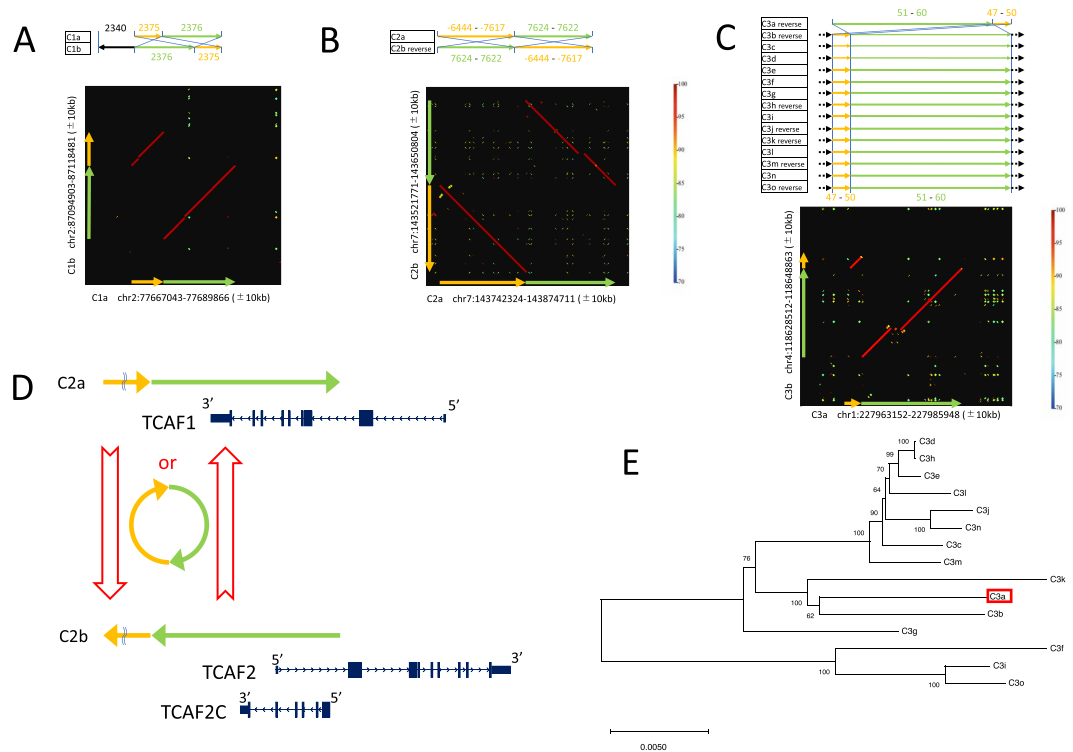 A
2340
2375
2376
C1a
C1b
2376
2375
C1b chr2:87094903-87118481 (±10kb)
C1a chr2:77667043-77689866 (±10kb)
B
-6444 - -7617
7624 - -7622
C2a
C2b reverse
7624 - -7622
-6444 - -7617
C2b chr7:143521771-143650804 (±10kb)
C2a chr7:143742324-143874711 (±10kb)
100
95
90
85
80
75
70
C
51 - 60
47 - 50
C3a reverse
C3b reverse
C3c
C3d
C3e
C3f
C3g
C3h reverse
C3i
C3j reverse
C3k reverse
C3l
C3m reverse
C3n
C3o reverse
47 - 50
51 - 60
C3b chr4:118628512-118648863 (±10kb)
C3a chr1:227963152-227985948 (±10kb)
100
95
90
85
80
75
70
D
C2a
3’
5’
TCAF1
or
C2b
5’
3’
TCAF2
3’
5’
TCAF2C
E
100
C3d
99
C3h
70
C3e
64
C3l
90
C3j
100
C3n
100
C3c
C3m
76
C3k
100
C3a
62
C3b
C3g
C3f
100
C3i
100
C3o
0.0050